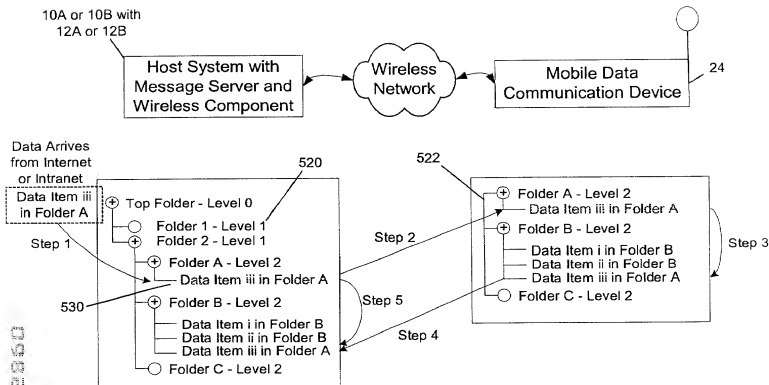 10A or 10B with
12A or 12B
Host System with
Message Server and
Wireless Component
Wireless
Network
Mobile Data
Communication Device
24
Data Arrives
from Internet
or Intranet
Data Item iii
in Folder A
Step 1
520
Top Folder - Level 0
Folder 1 - Level 1
Folder 2 - Level 1
Folder A - Level 2
Data Item iii in Folder A
530
Folder B - Level 2
Data Item i in Folder B
Data Item ii in Folder B
Data Item iii in Folder A
Folder C - Level 2
Step 2
Step 5
Step 4
522
Folder A - Level 2
Data Item iii in Folder A
Folder B - Level 2
Data Item i in Folder B
Data Item ii in Folder B
Data Item iii in Folder A
Folder C - Level 2
Step 3